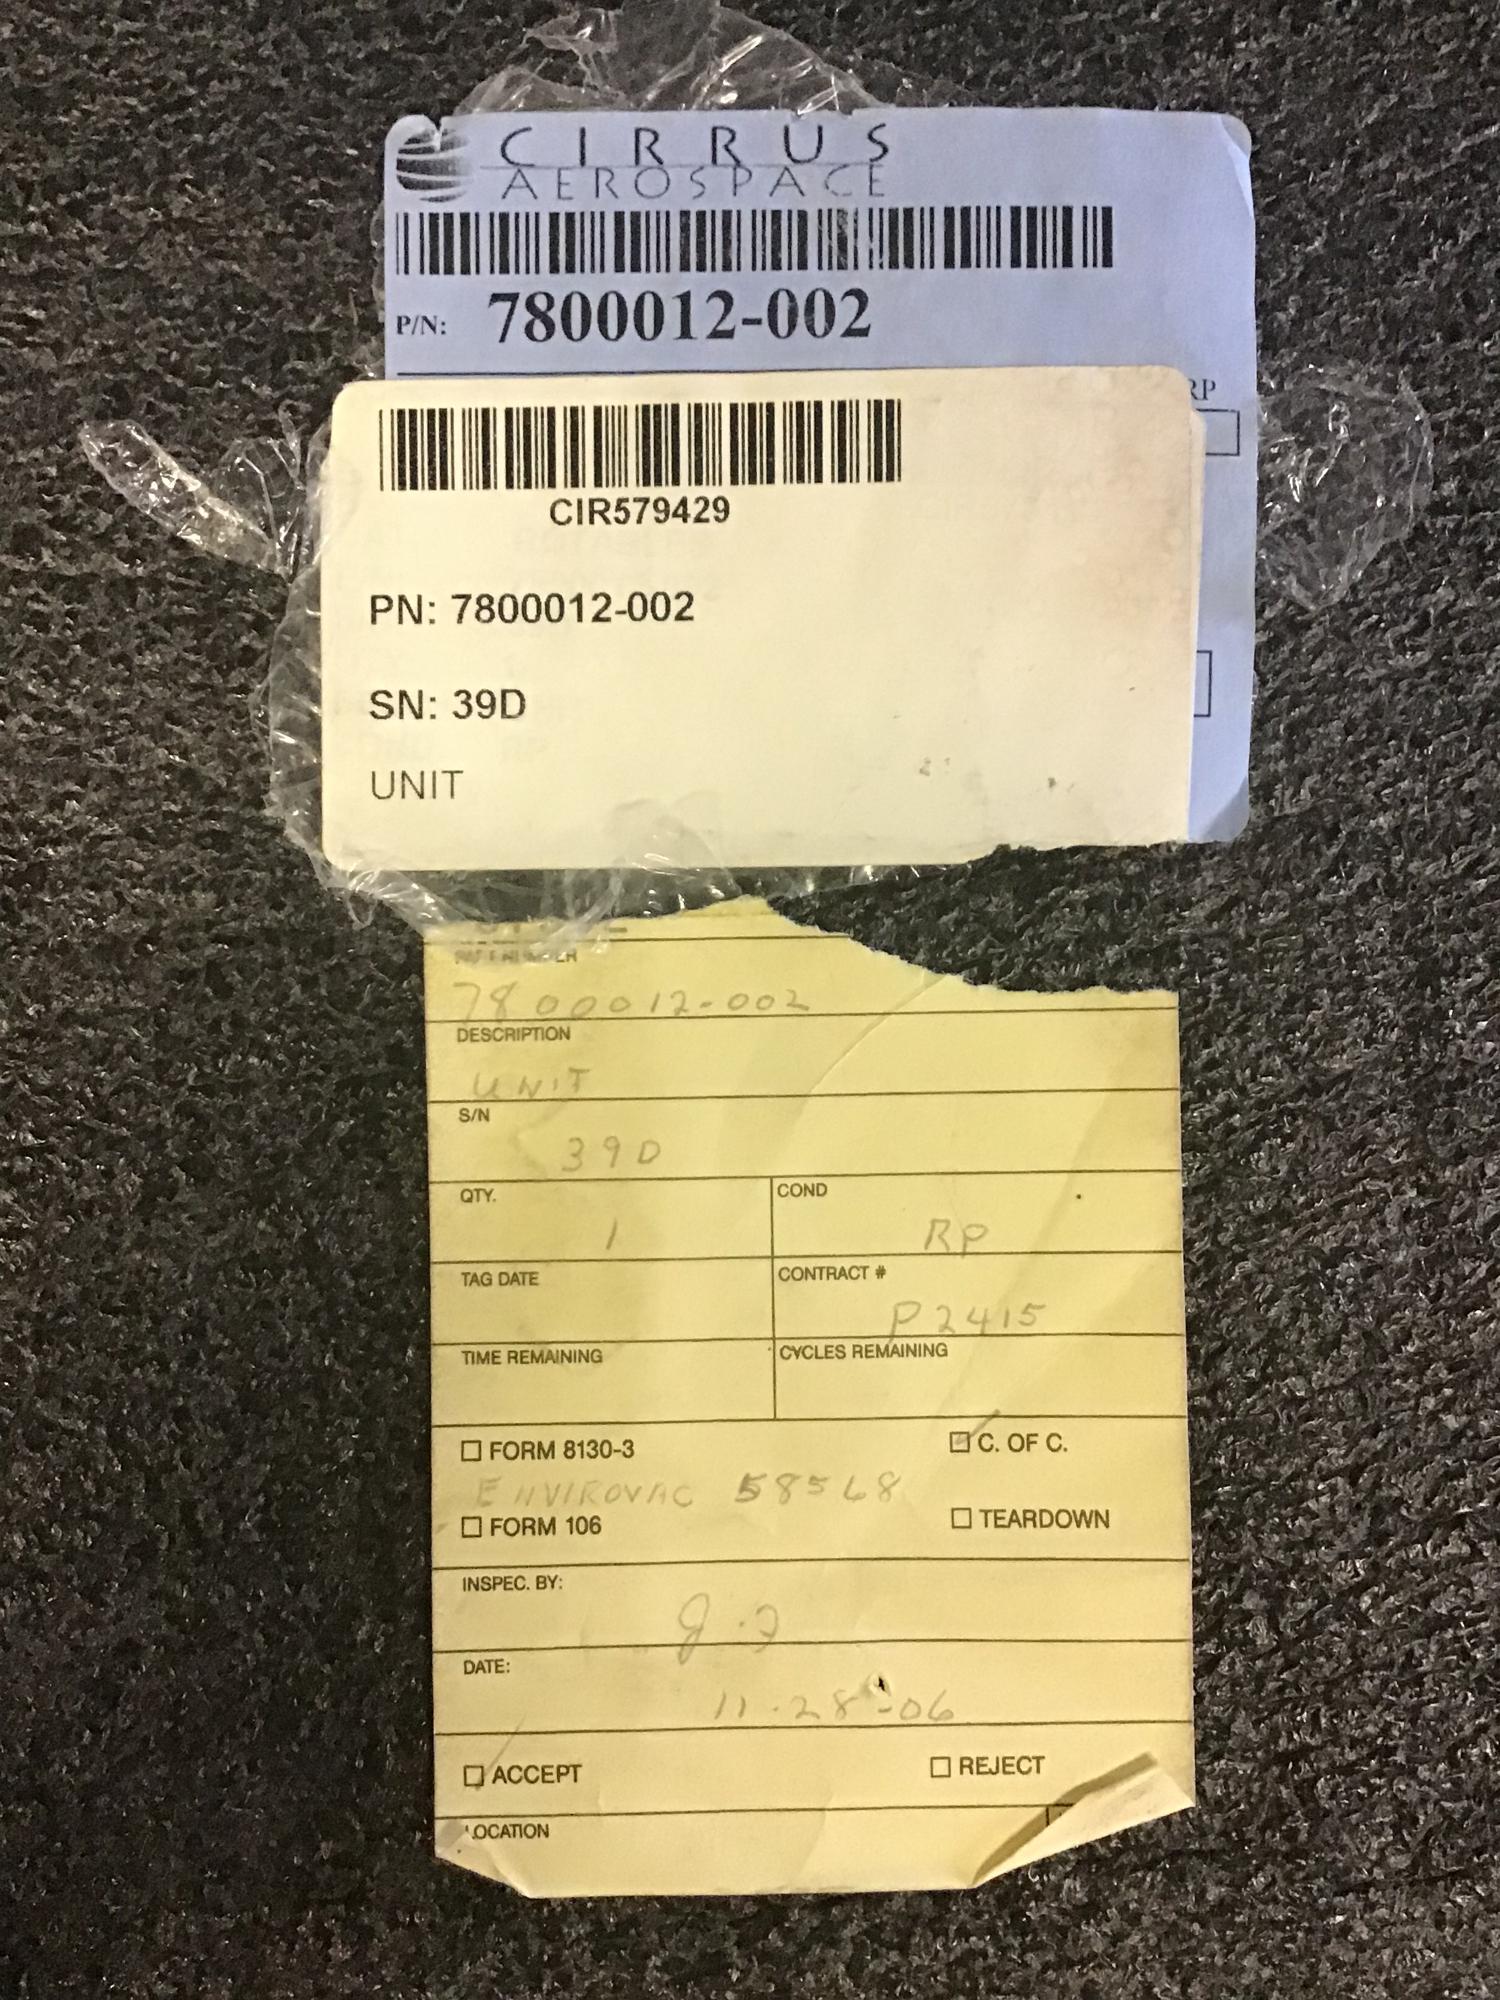 CIRRUS
AEROSPACE
P/N: 7800012-002
RP
CIR579429
PN: 7800012-002
SN: 39D
UNIT
PART NUMBER
7800012-002
DESCRIPTION
UNIT
S/N
39D
QTY.
1
COND
RP
TAG DATE
CONTRACT #
P2415
TIME REMAINING
CYCLES REMAINING
☐ FORM 8130-3
☑ C. OF C.
ENVIROVAC 58568
☐ FORM 106
☐ TEARDOWN
INSPEC. BY:
DATE:
11-28-06
☐ ACCEPT
☐ REJECT
LOCATION